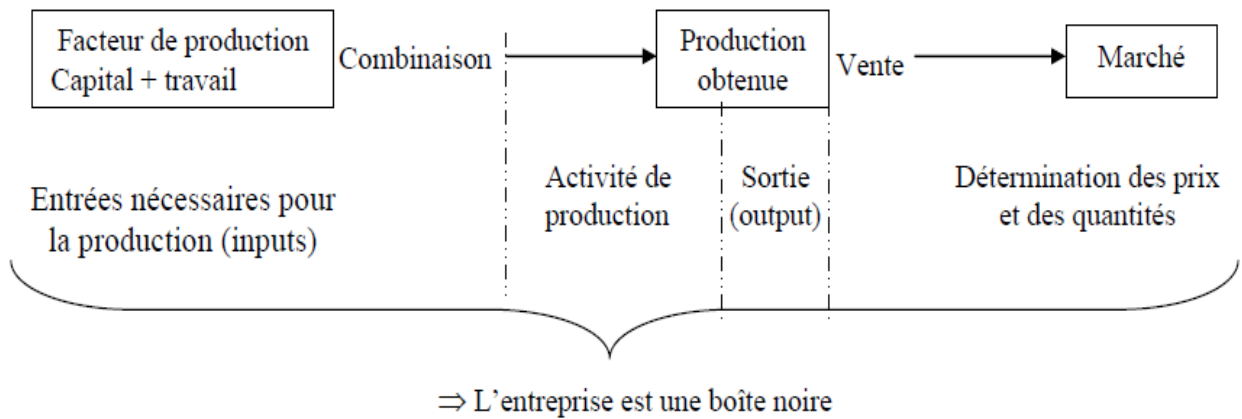 Facteur de production
Capital + travail
Combinaison
Production
obtenue
Vente
Marché
Entrées nécessaires pour
la production (inputs)
Activité de
production
Sortie
(output)
Détermination des prix
et des quantités
⇒ L'entreprise est une boîte noire